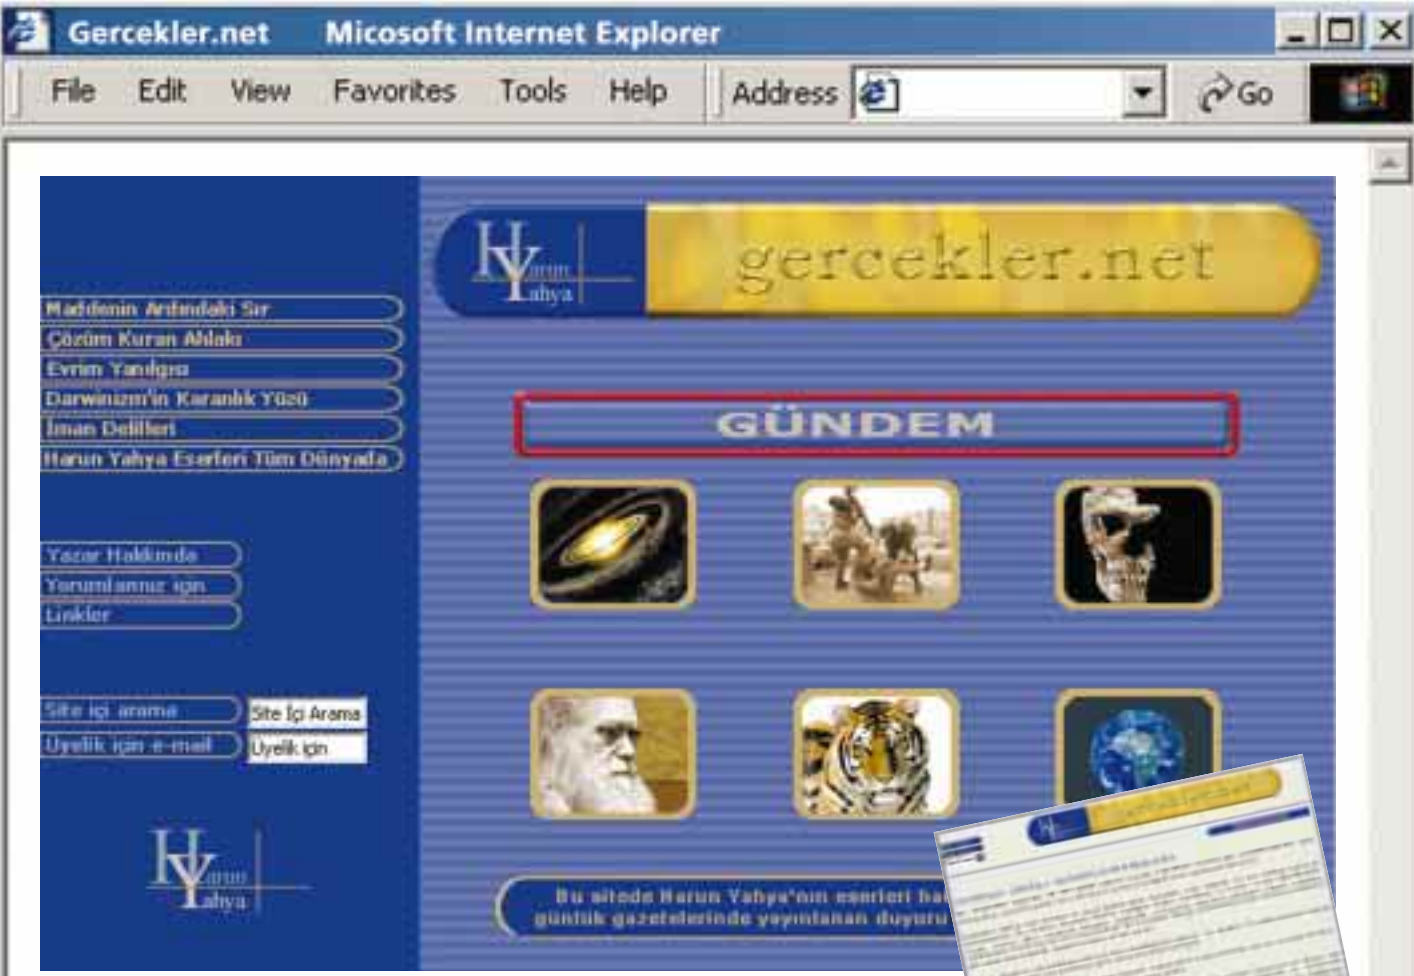 Gercekler.net Micosoft Internet Explorer
File Edit View Favorites Tools Help Address Go
Harun Yahya
gercekler.net
Maddenin Ardındaki Sır
Çözüm Kuran Ahlakı
Evrim Yanılgısı
Darwinizm'in Karanlık Yüzü
İman Delilleri
Harun Yahya Eserleri Tüm Dünyada
GÜNDEM
Yazar Hakkında
Yorumlarınız için
Linkler
Site içi arama Site İçi Arama
Üyelik için e-mail Üyelik için
Harun Yahya
Bu sitede Harun Yahya'nın eserleri
günlük gazetelerinde yayınlanan duyuru
gercekler.net